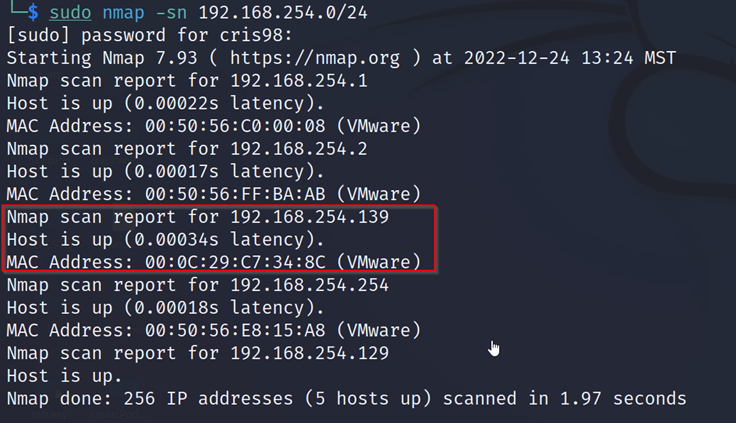 └─$ sudo nmap -sn 192.168.254.0/24
[sudo] password for cris98:
Starting Nmap 7.93 ( https://nmap.org ) at 2022-12-24 13:24 MST
Nmap scan report for 192.168.254.1
Host is up (0.00022s latency).
MAC Address: 00:50:56:C0:00:08 (VMware)
Nmap scan report for 192.168.254.2
Host is up (0.00017s latency).
MAC Address: 00:50:56:FF:BA:AB (VMware)
Nmap scan report for 192.168.254.139
Host is up (0.00034s latency).
MAC Address: 00:0C:29:C7:34:8C (VMware)
Nmap scan report for 192.168.254.254
Host is up (0.00018s latency).
MAC Address: 00:50:56:E8:15:A8 (VMware)
Nmap scan report for 192.168.254.129
Host is up.
Nmap done: 256 IP addresses (5 hosts up) scanned in 1.97 seconds